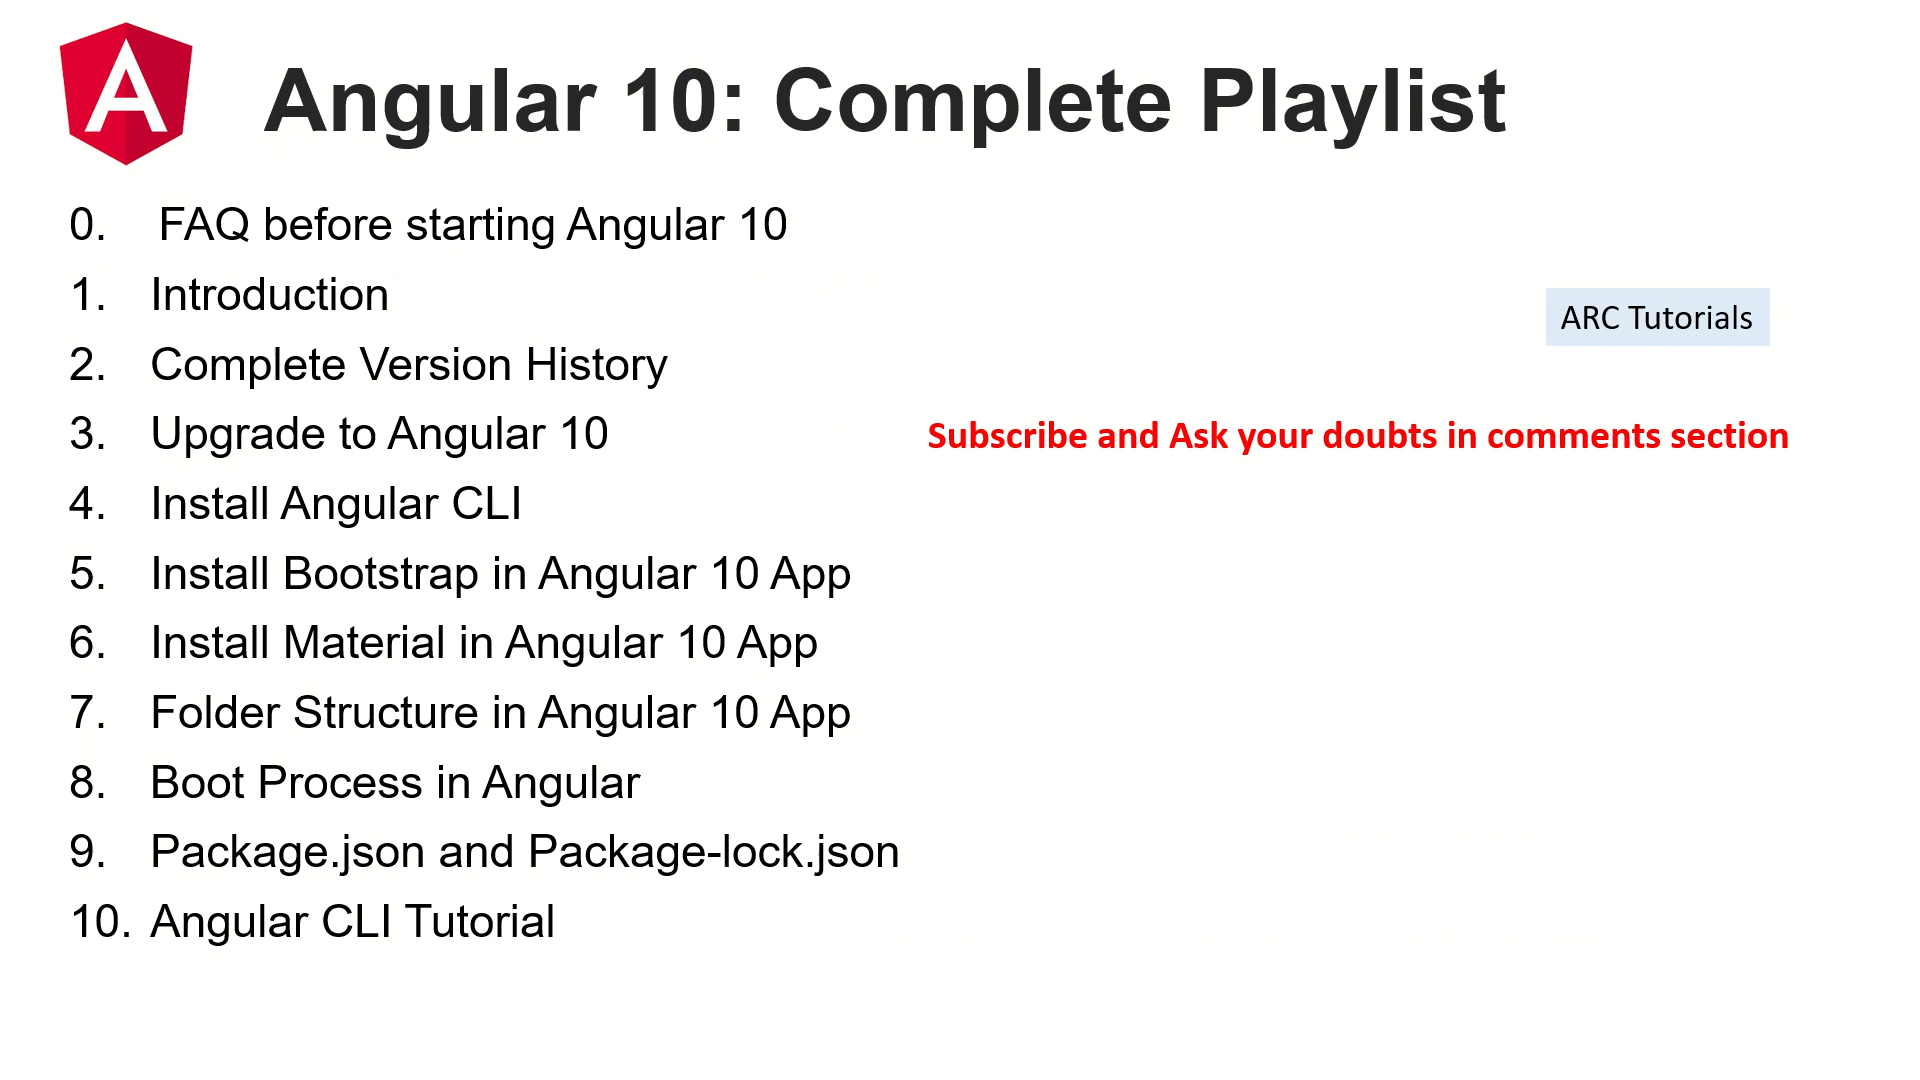 Angular 10: Complete Playlist
0. FAQ before starting Angular 10
1. Introduction
2. Complete Version History
3. Upgrade to Angular 10
4. Install Angular CLI
5. Install Bootstrap in Angular 10 App
6. Install Material in Angular 10 App
7. Folder Structure in Angular 10 App
8. Boot Process in Angular
9. Package.json and Package-lock.json
10. Angular CLI Tutorial
ARC Tutorials
Subscribe and Ask your doubts in comments section